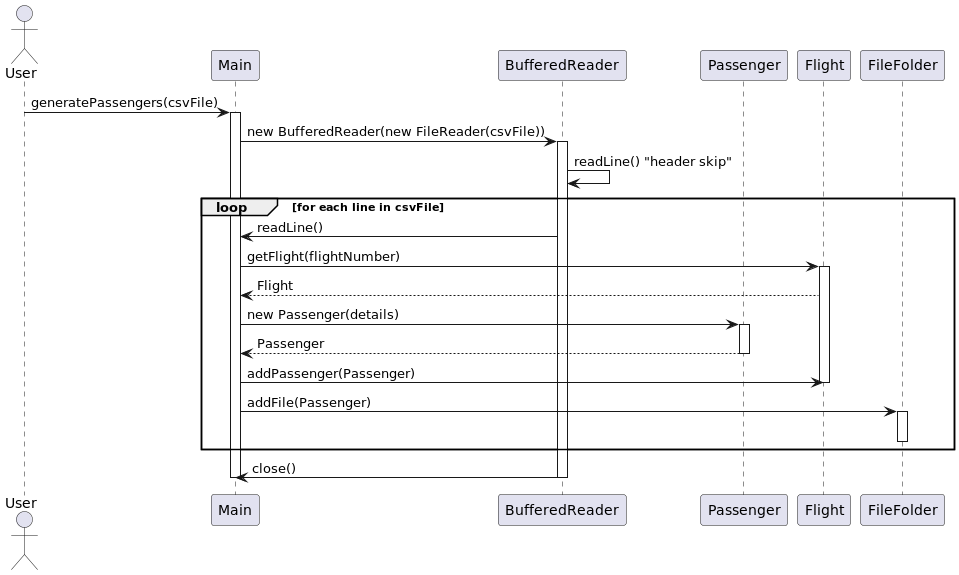 User
Main
BufferedReader
Passenger
Flight
FileFolder
generatePassengers(csvFile)
new BufferedReader(new FileReader(csvFile))
readLine() "header skip"
loop [for each line in csvFile]
readLine()
getFlight(flightNumber)
Flight
new Passenger(details)
Passenger
addPassenger(Passenger)
addFile(Passenger)
close()
User
Main
BufferedReader
Passenger
Flight
FileFolder